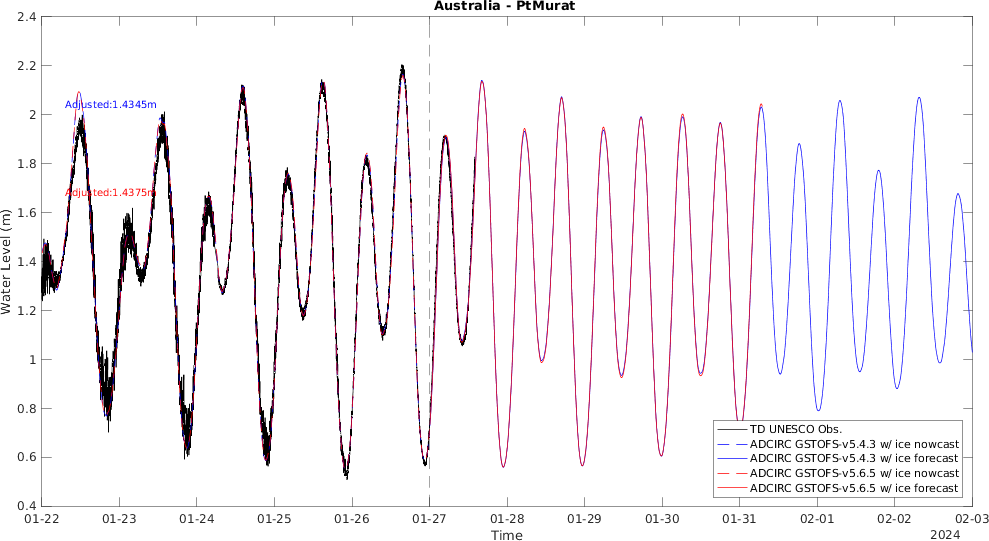 Australia - PtMurat
2.4
2.2
2
1.8
1.6
1.4
1.2
1
0.8
0.6
0.4
Water Level (m)
Adjusted:1.4345m
Adjusted:1.4375m
TD UNESCO Obs.
ADCIRC GSTOFS-v5.4.3 w/ ice nowcast
ADCIRC GSTOFS-v5.4.3 w/ ice forecast
ADCIRC GSTOFS-v5.6.5 w/ ice nowcast
ADCIRC GSTOFS-v5.6.5 w/ ice forecast
01-22 01-23 01-24 01-25 01-26 01-27 01-28 01-29 01-30 01-31 02-01 02-02 02-03
Time
2024